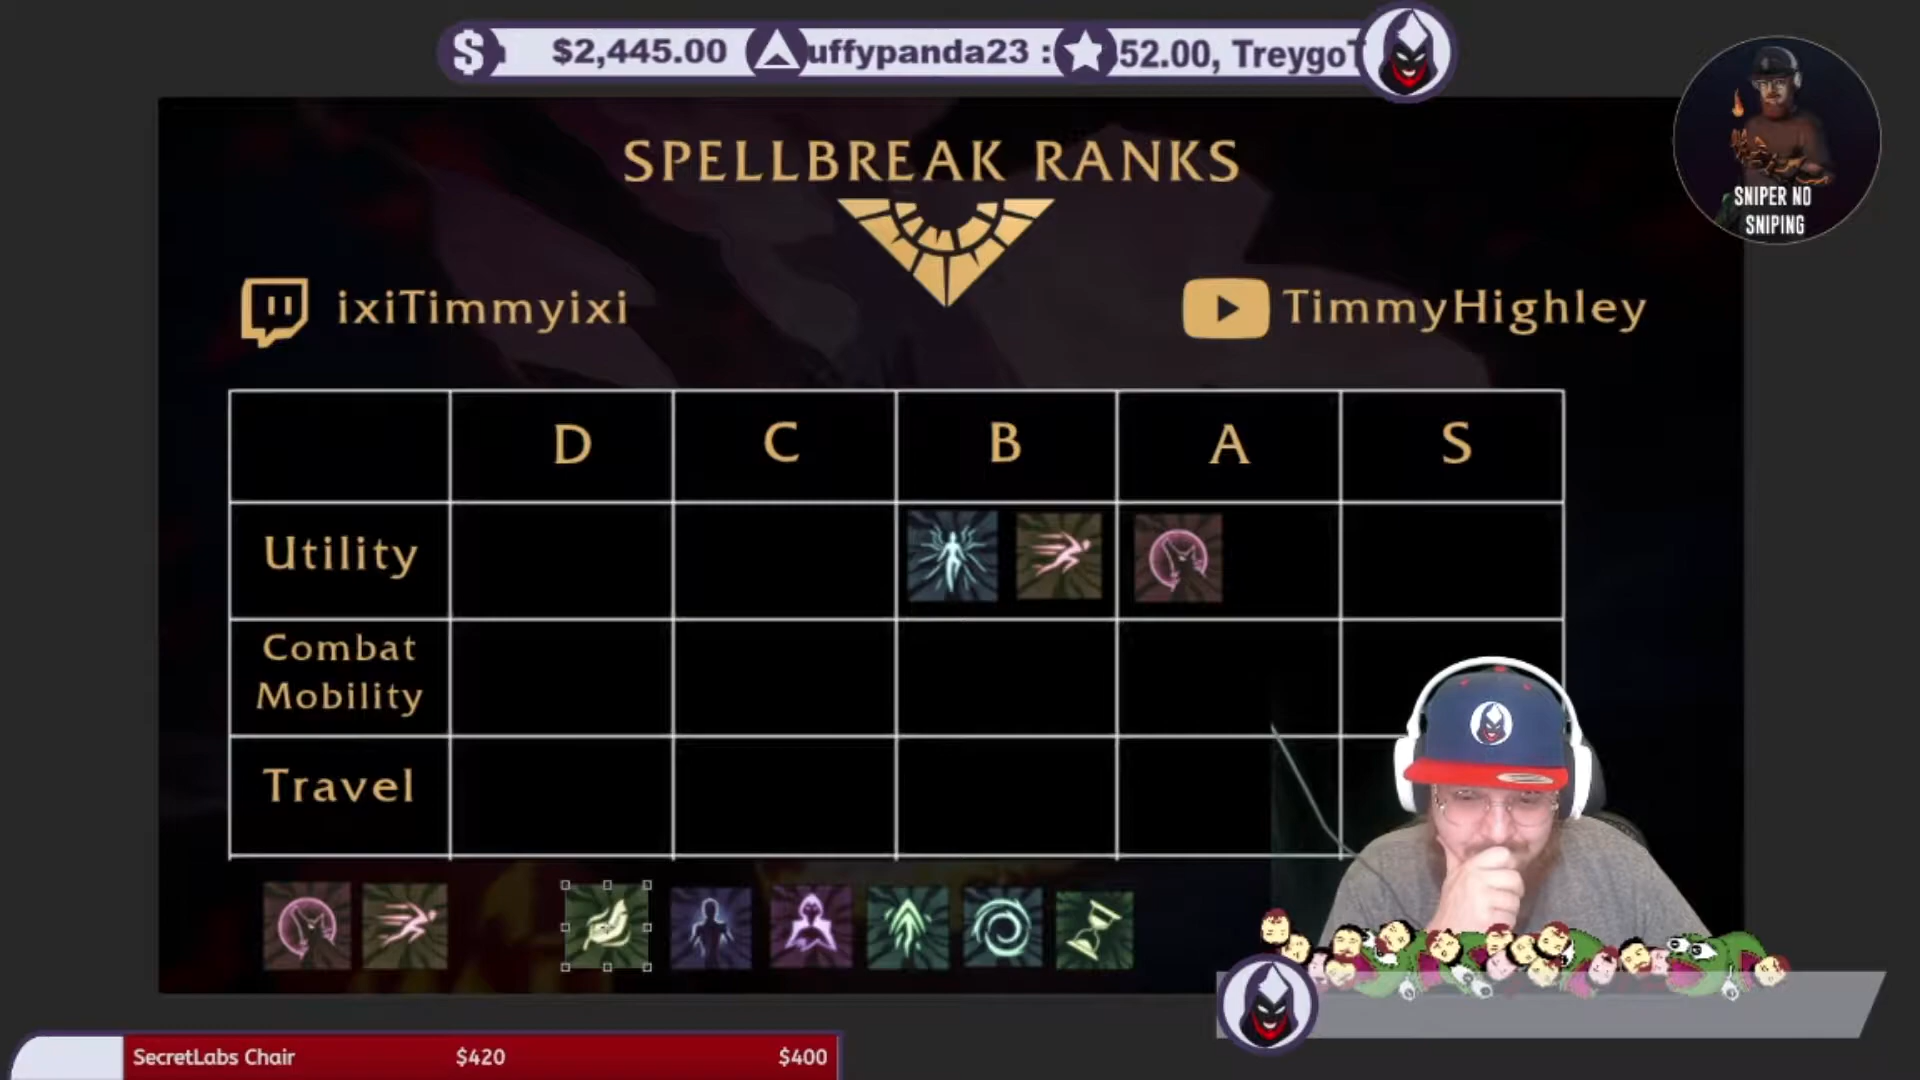 $2,445.00 uffypanda23 : 52.00, TreygoT
SPELLBREAK RANKS
SNIPER NO
SNIPING
ixiTimmyixi
TimmyHighley
D C B A S
Utility
Combat
Mobility
Travel
SecretLabs Chair $420 $400